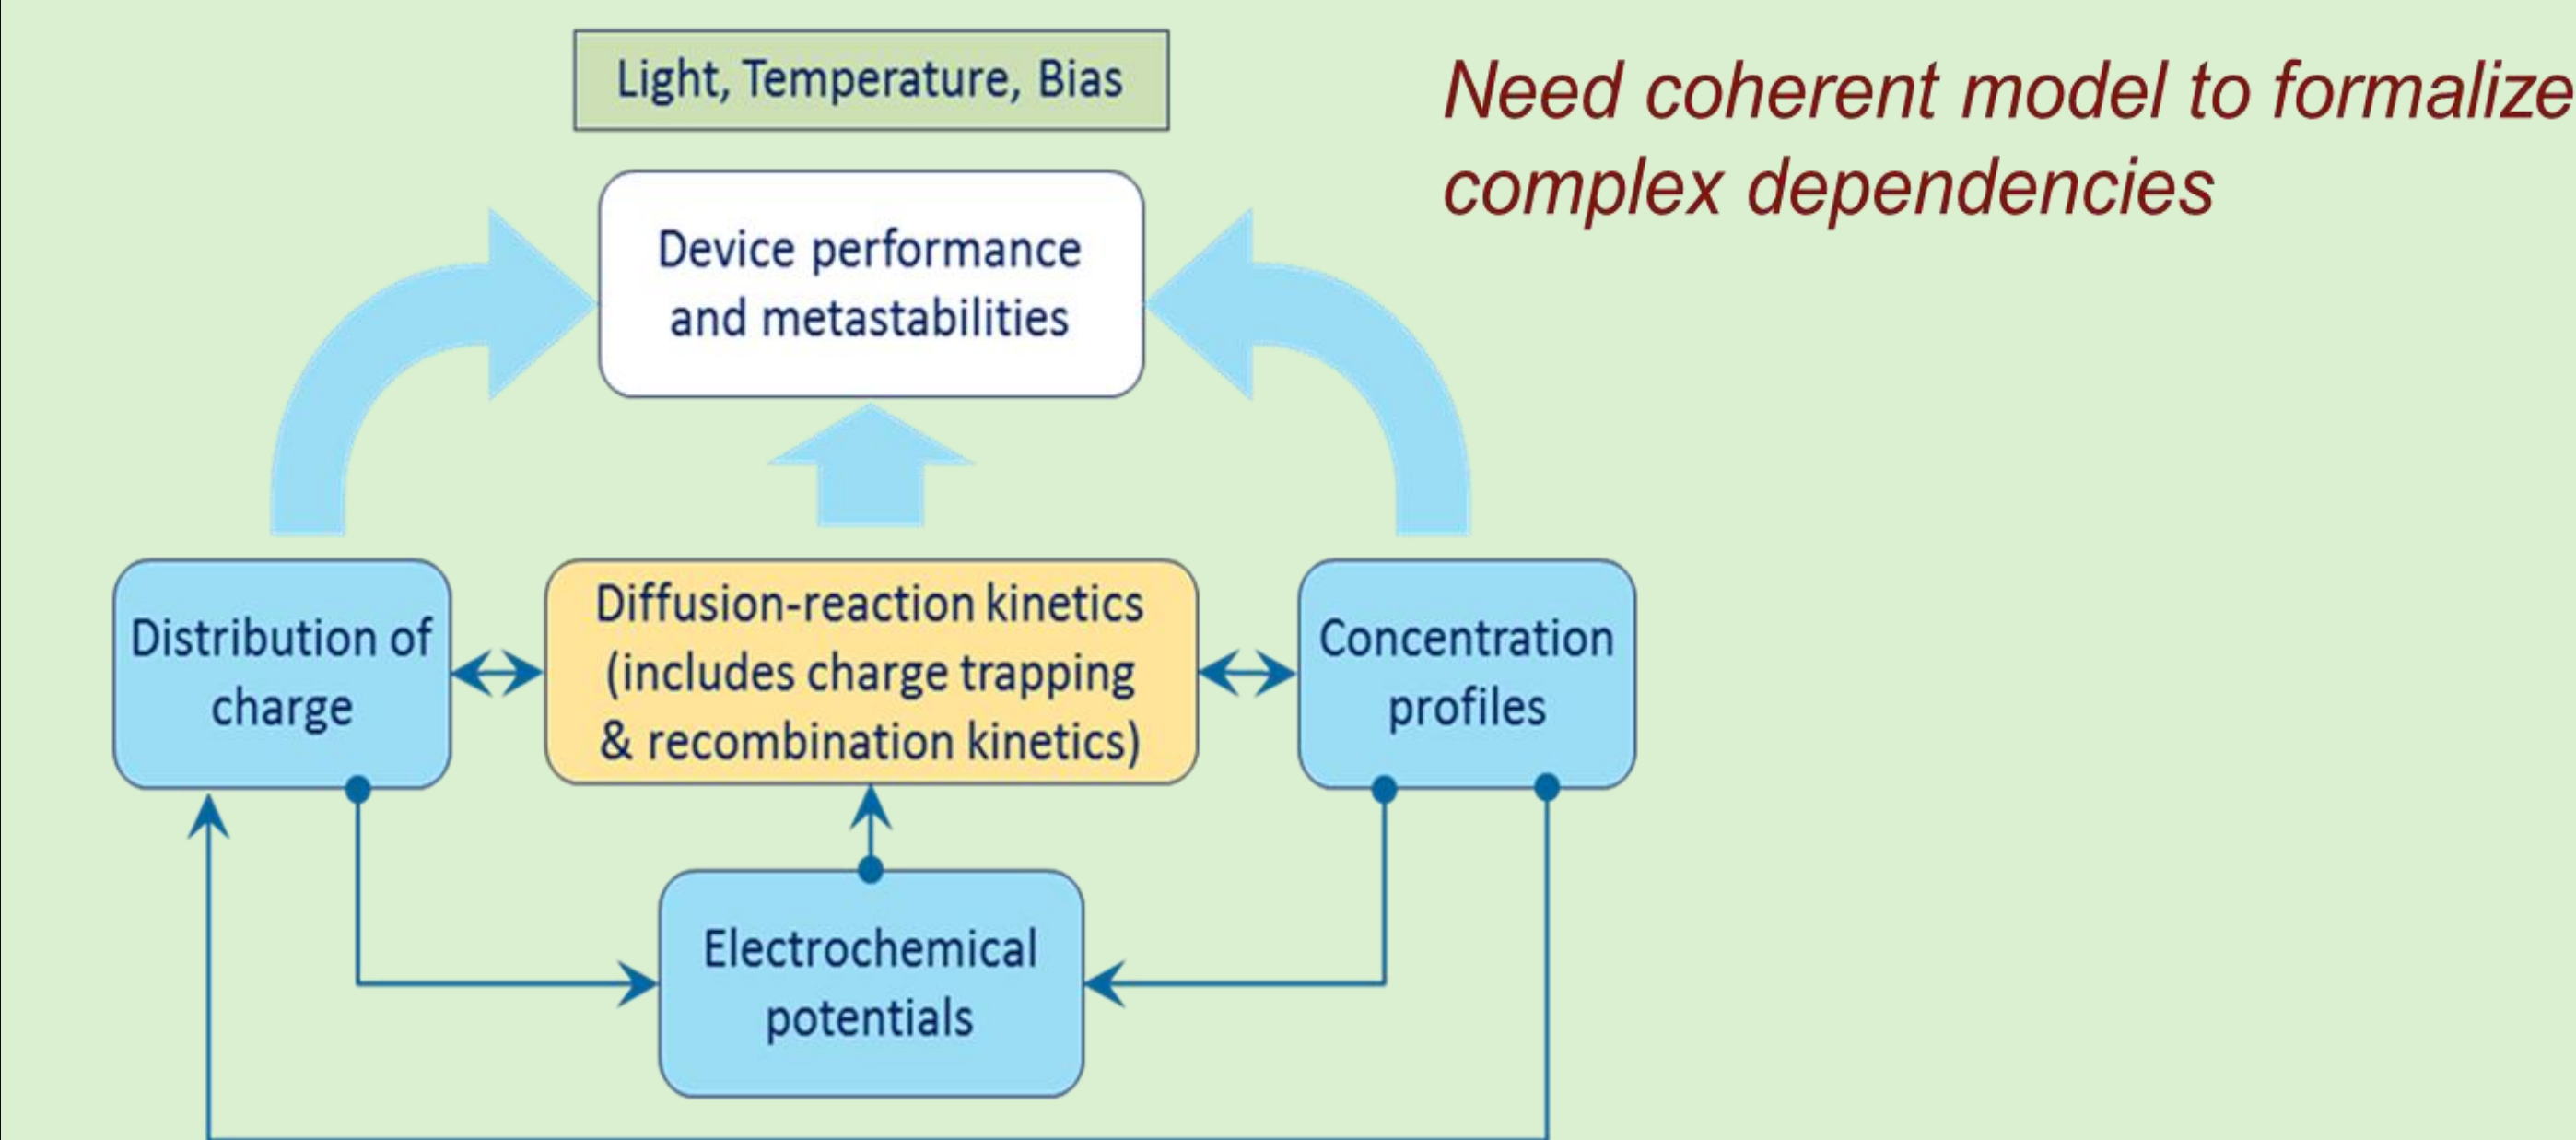 Light, Temperature, Bias
Need coherent model to formalize
complex dependencies
Device performance
and metastabilities
Distribution of
charge
Diffusion-reaction kinetics
(includes charge trapping
& recombination kinetics)
Concentration
profiles
Electrochemical
potentials